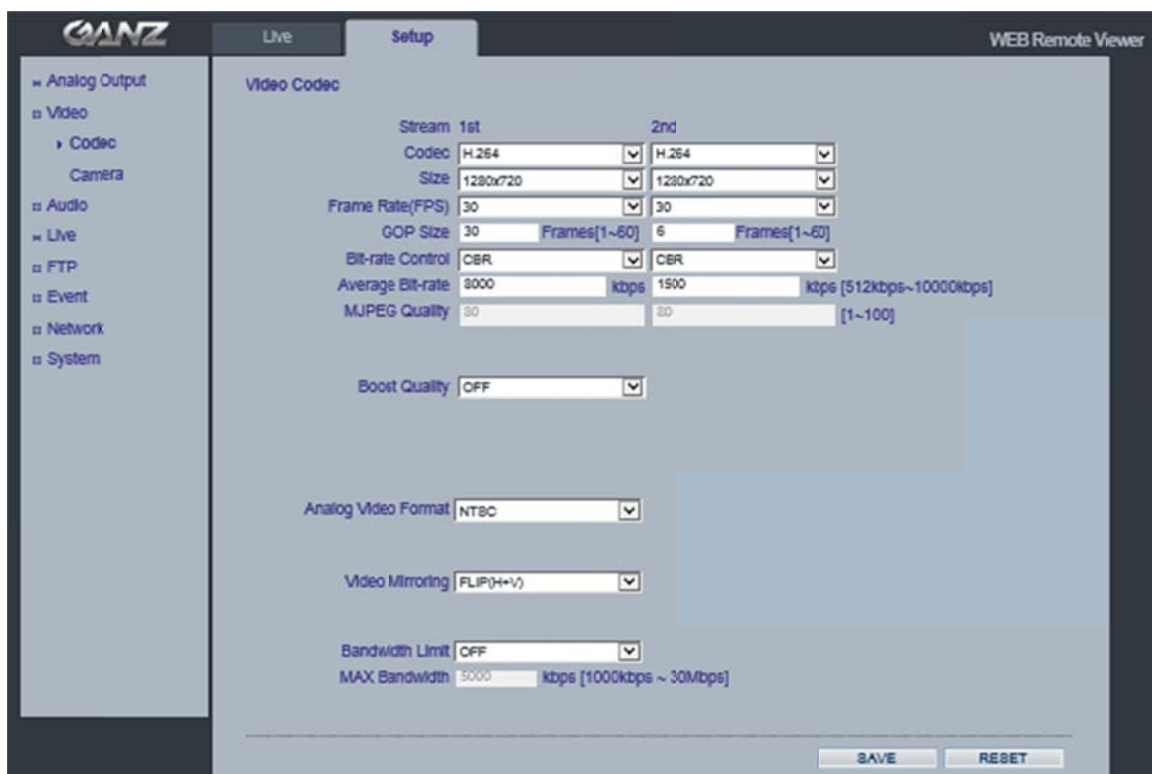 GANZ
Live
Setup
WEB Remote Viewer
Analog Output
Video
Codec
Camera
Audio
Live
FTP
Event
Network
System
Video Codec
Stream 1st 2nd
Codec H.264 H.264
Size 1280x720 1280x720
Frame Rate(FPS) 30 30
GOP Size 30 Frames[1~60] 6 Frames[1~60]
Bit-rate Control CBR CBR
Average Bit-rate 8000 kbps 1500 kbps [512kbps~10000kbps]
MJPEG Quality 80 80 [1~100]
Boost Quality OFF
Analog Video Format NTSC
Video Mirroring FLIP(H+V)
Bandwidth Limit OFF
MAX Bandwidth 5000 kbps [1000kbps ~ 30Mbps]
SAVE RESET